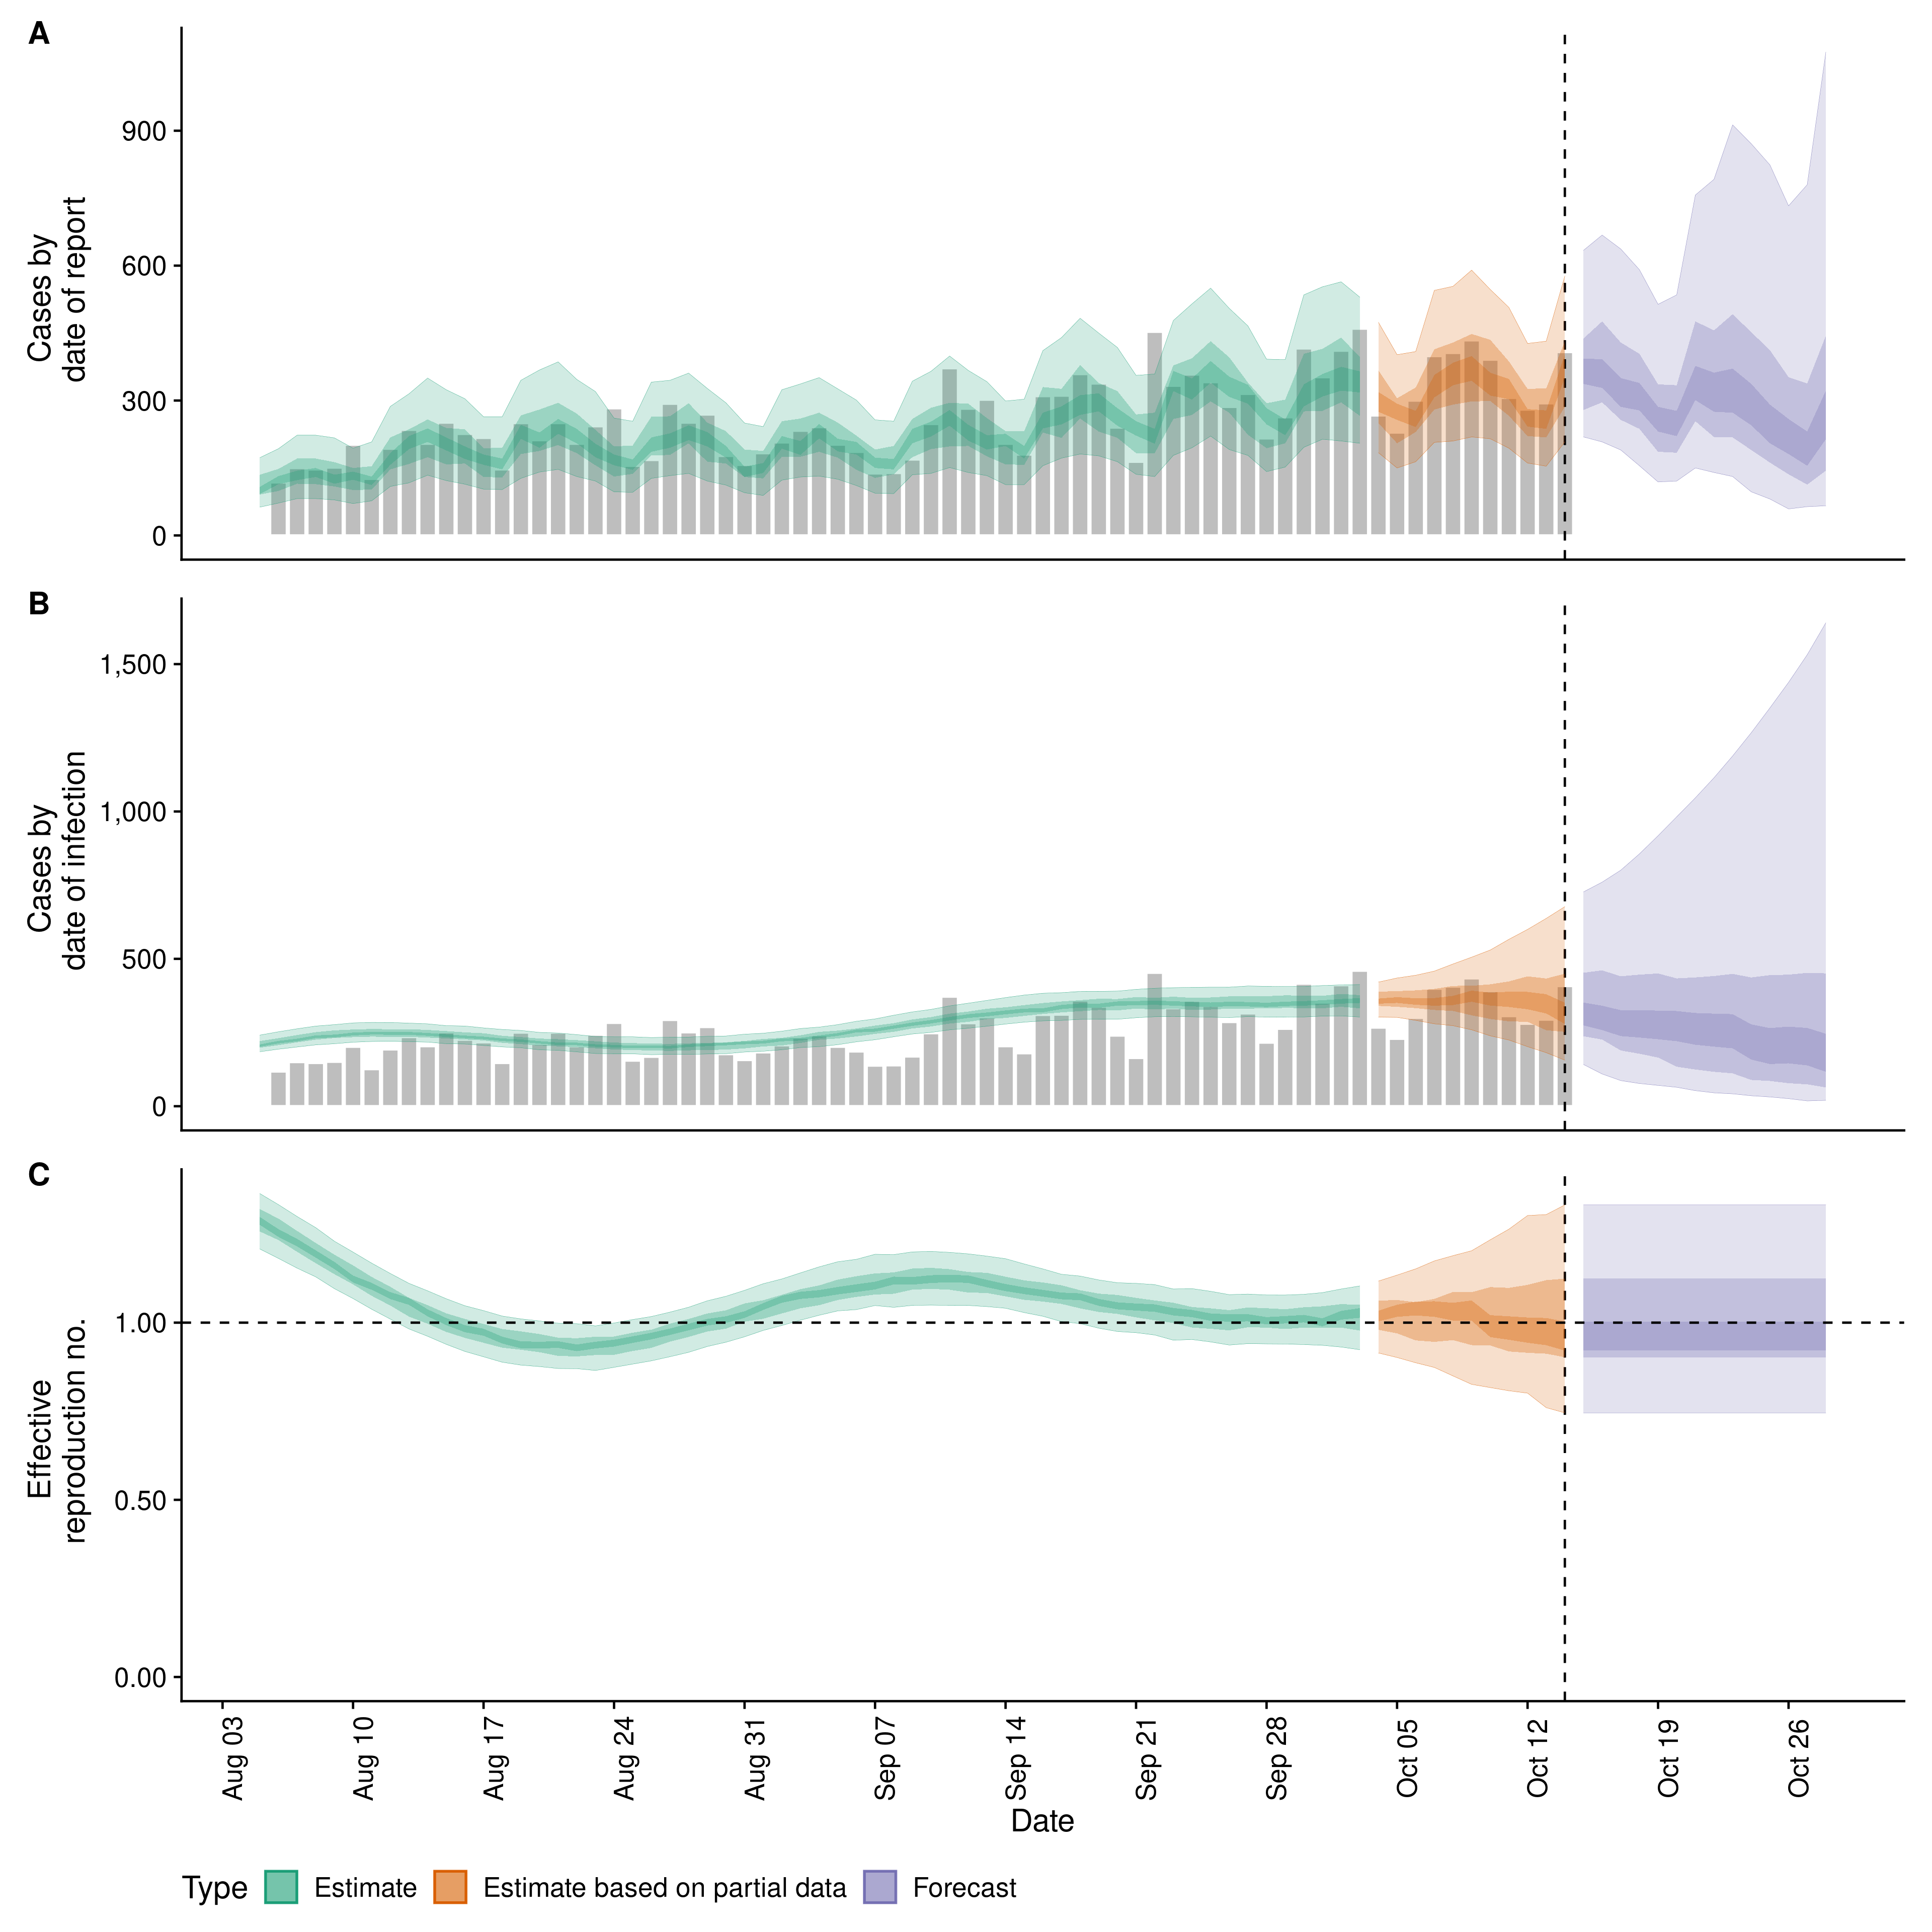 A
Cases by
date of report
900
600
300
0
B
Cases by
date of infection
1,500
1,000
500
0
C
Effective
reproduction no.
1.00
0.50
0.00
Aug 03
Aug 10
Aug 17
Aug 24
Aug 31
Sep 07
Sep 14
Sep 21
Sep 28
Oct 05
Oct 12
Oct 19
Oct 26
Date
Type Estimate Estimate based on partial data Forecast